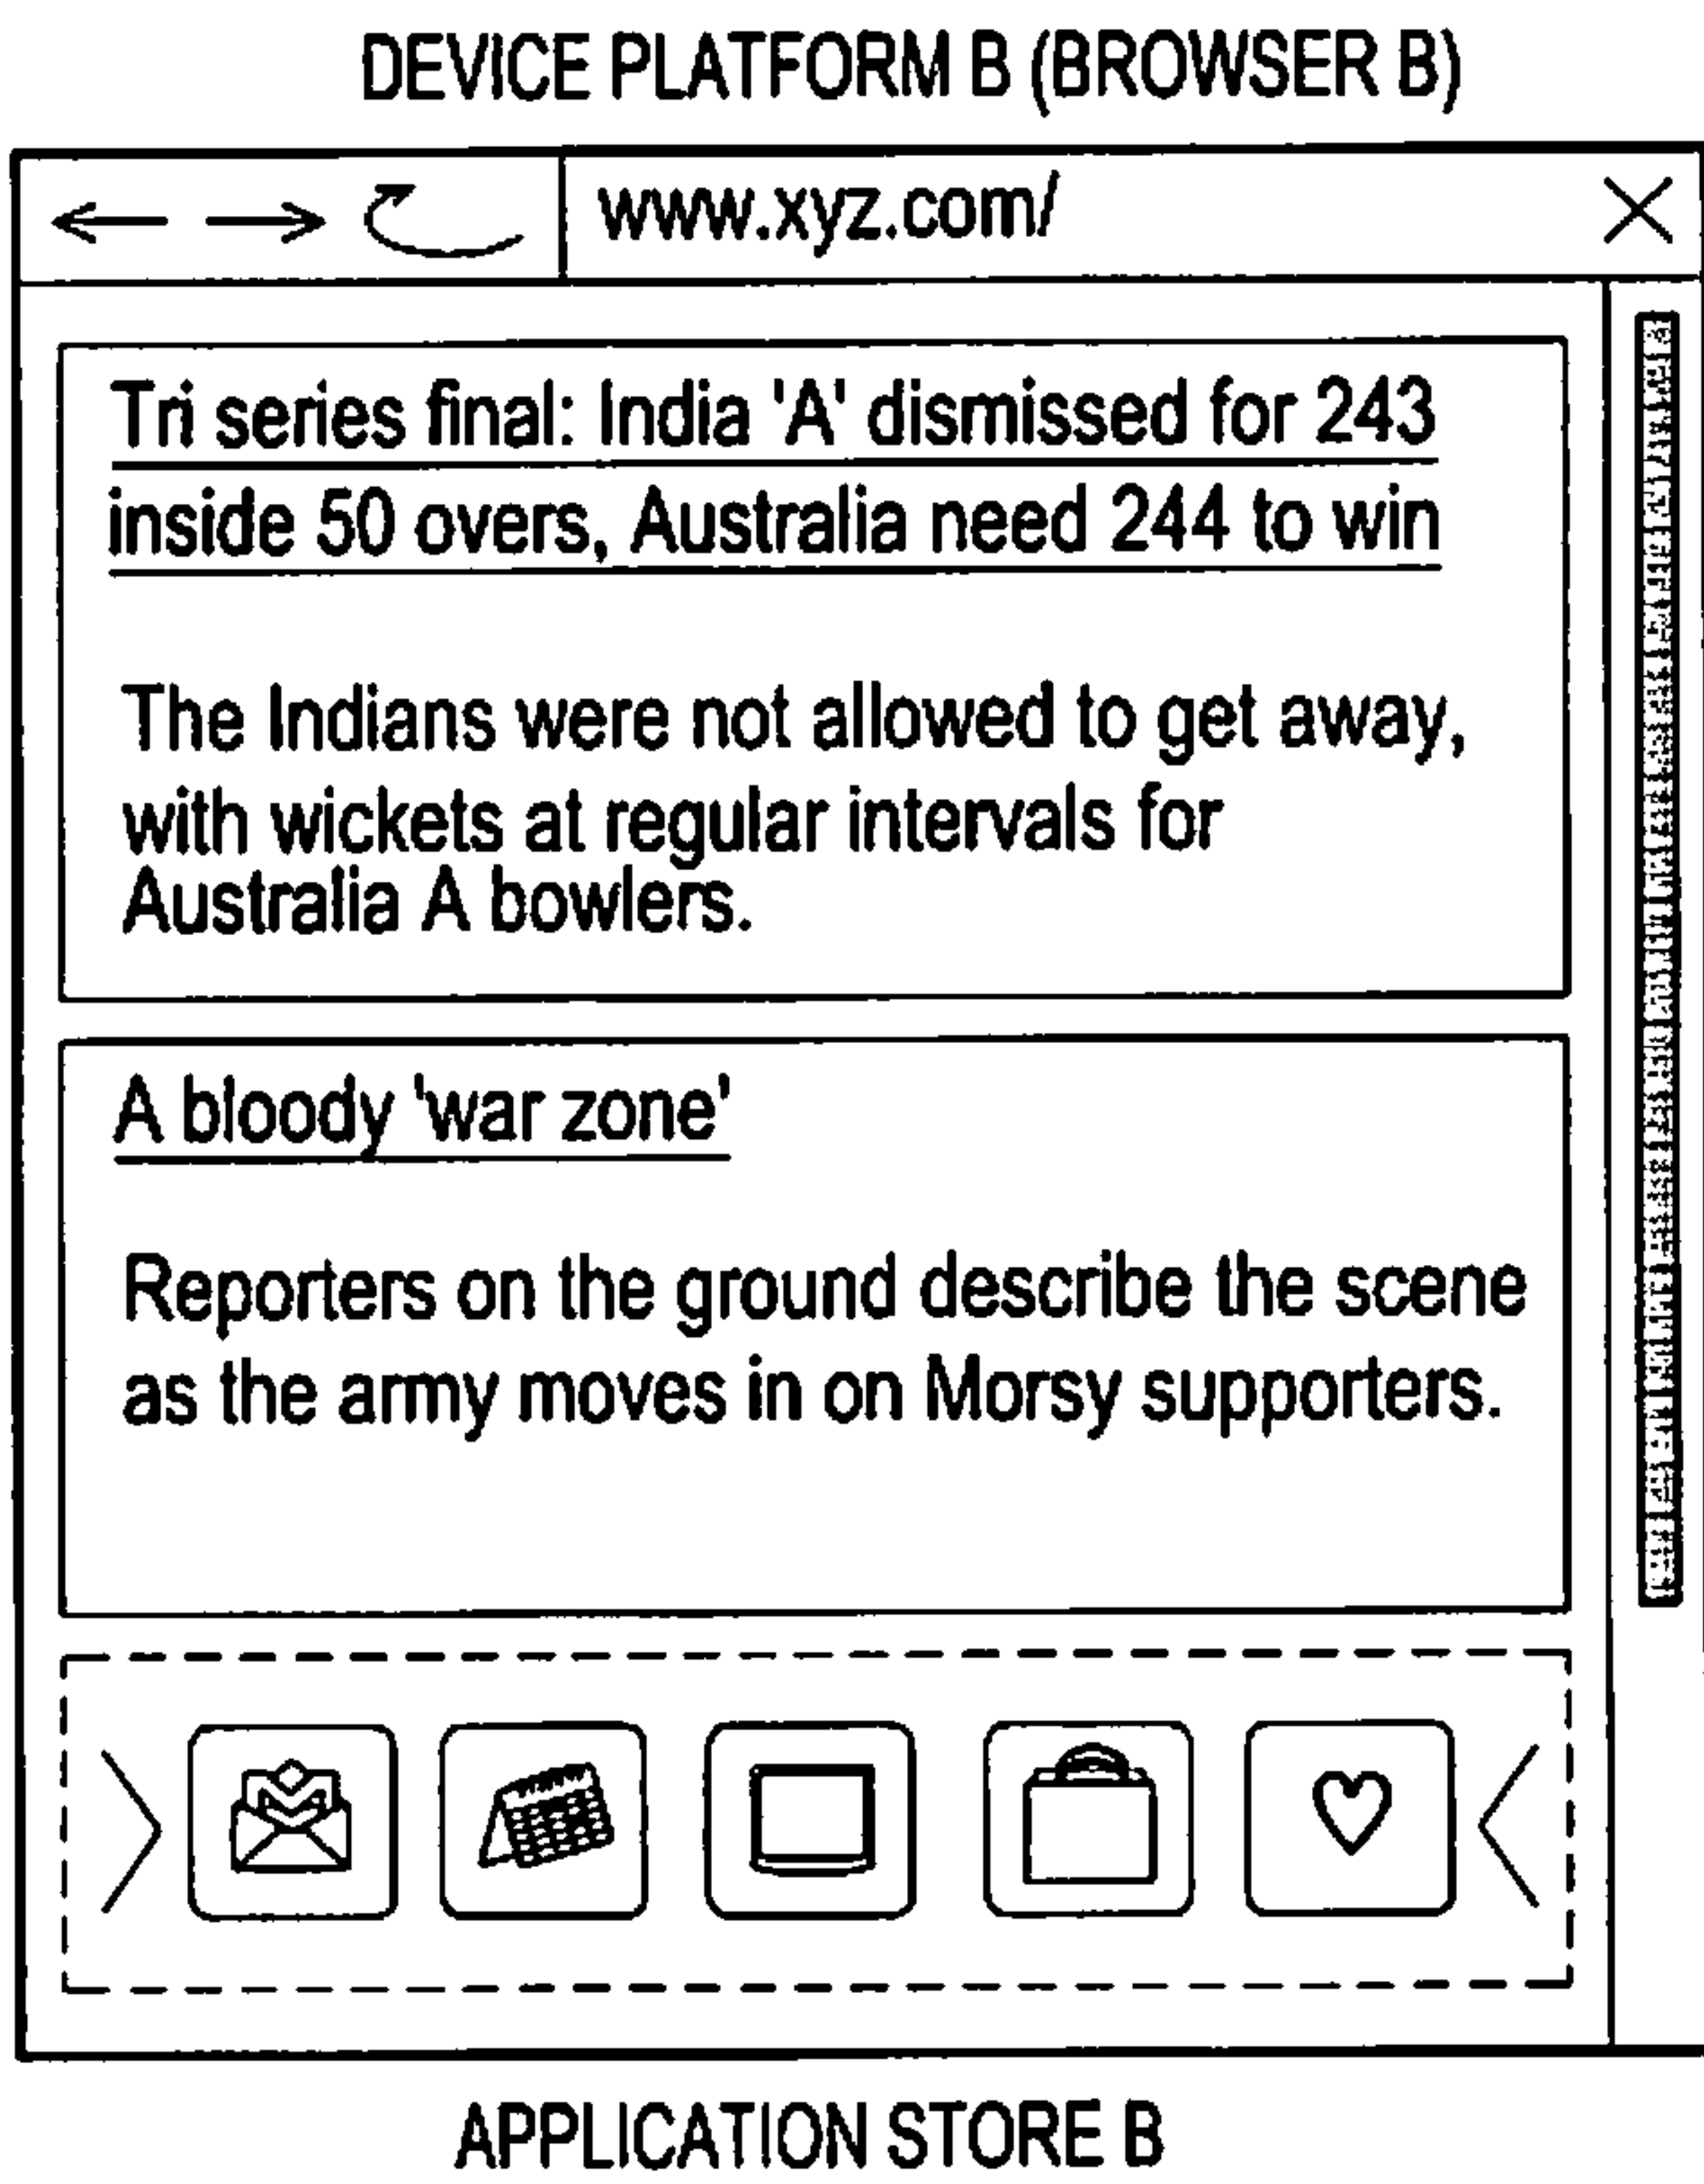 DEVICE PLATFORM B (BROWSER B)
www.xyz.com/
Tri series final: India 'A' dismissed for 243
inside 50 overs, Australia need 244 to win
The Indians were not allowed to get away,
with wickets at regular intervals for
Australia A bowlers.
A bloody 'war zone'
Reporters on the ground describe the scene
as the army moves in on Morsy supporters.
APPLICATION STORE B